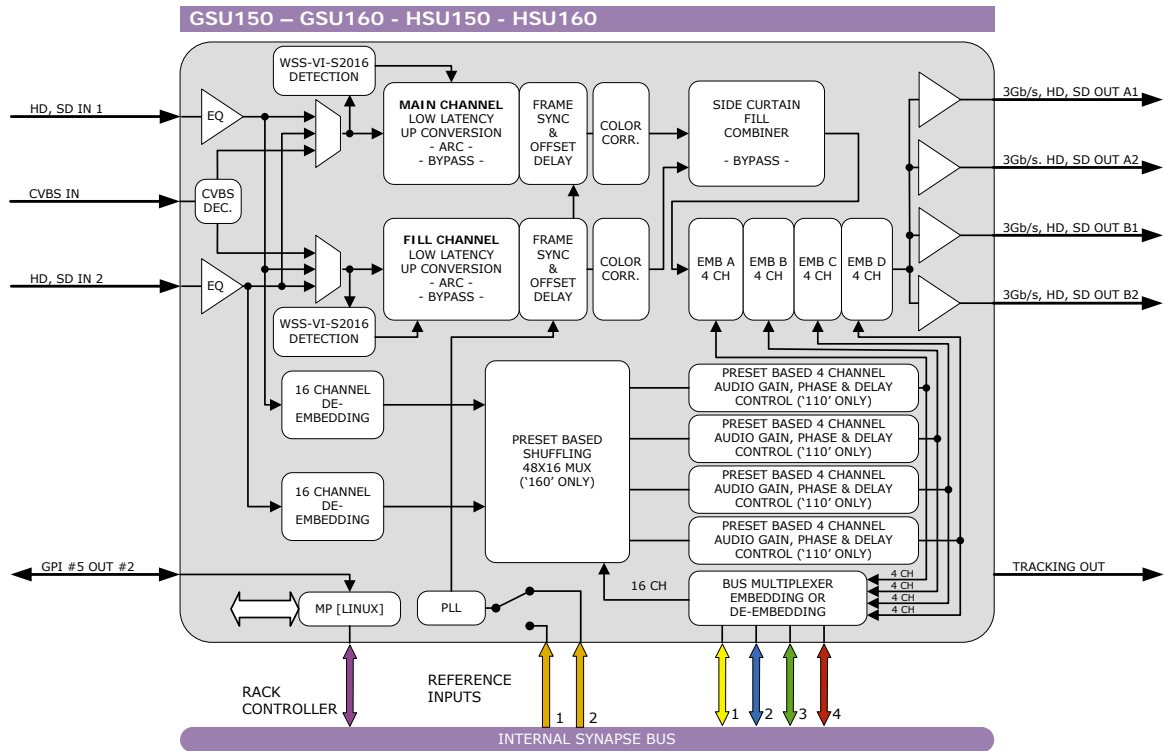 GSU150 – GSU160 - HSU150 - HSU160
WSS-VI-S2016
DETECTION
HD, SD IN 1
EQ
MAIN CHANNEL
LOW LATENCY
UP CONVERSION
- ARC -
- BYPASS -
FRAME
SYNC
&
OFFSET
DELAY
COLOR
CORR.
SIDE CURTAIN
FILL
COMBINER
- BYPASS -
3Gb/s, HD, SD OUT A1
3Gb/s. HD, SD OUT A2
CVBS IN
CVBS
DEC.
HD, SD IN 2
EQ
FILL CHANNEL
LOW LATENCY
UP CONVERSION
- ARC -
- BYPASS -
FRAME
SYNC
&
OFFSET
DELAY
COLOR
CORR.
EMB A
4 CH
EMB B
4 CH
EMB C
4 CH
EMB D
4 CH
3Gb/s, HD, SD OUT B1
3Gb/s, HD, SD OUT B2
WSS-VI-S2016
DETECTION
16 CHANNEL
DE-
EMBEDDING
16 CHANNEL
DE-
EMBEDDING
PRESET BASED
SHUFFLING
48X16 MUX
('160' ONLY)
PRESET BASED 4 CHANNEL
AUDIO GAIN, PHASE & DELAY
CONTROL ('110' ONLY)
PRESET BASED 4 CHANNEL
AUDIO GAIN, PHASE & DELAY
CONTROL ('110' ONLY)
PRESET BASED 4 CHANNEL
AUDIO GAIN, PHASE & DELAY
CONTROL ('110' ONLY)
PRESET BASED 4 CHANNEL
AUDIO GAIN, PHASE & DELAY
CONTROL ('110' ONLY)
GPI #5 OUT #2
MP [LINUX]
PLL
16 CH
BUS MULTIPLEXER
EMBEDDING OR
DE-EMBEDDING
4 CH
4 CH
4 CH
4 CH
TRACKING OUT
RACK
CONTROLLER
REFERENCE
INPUTS
1
2
1
2
3
4
INTERNAL SYNAPSE BUS